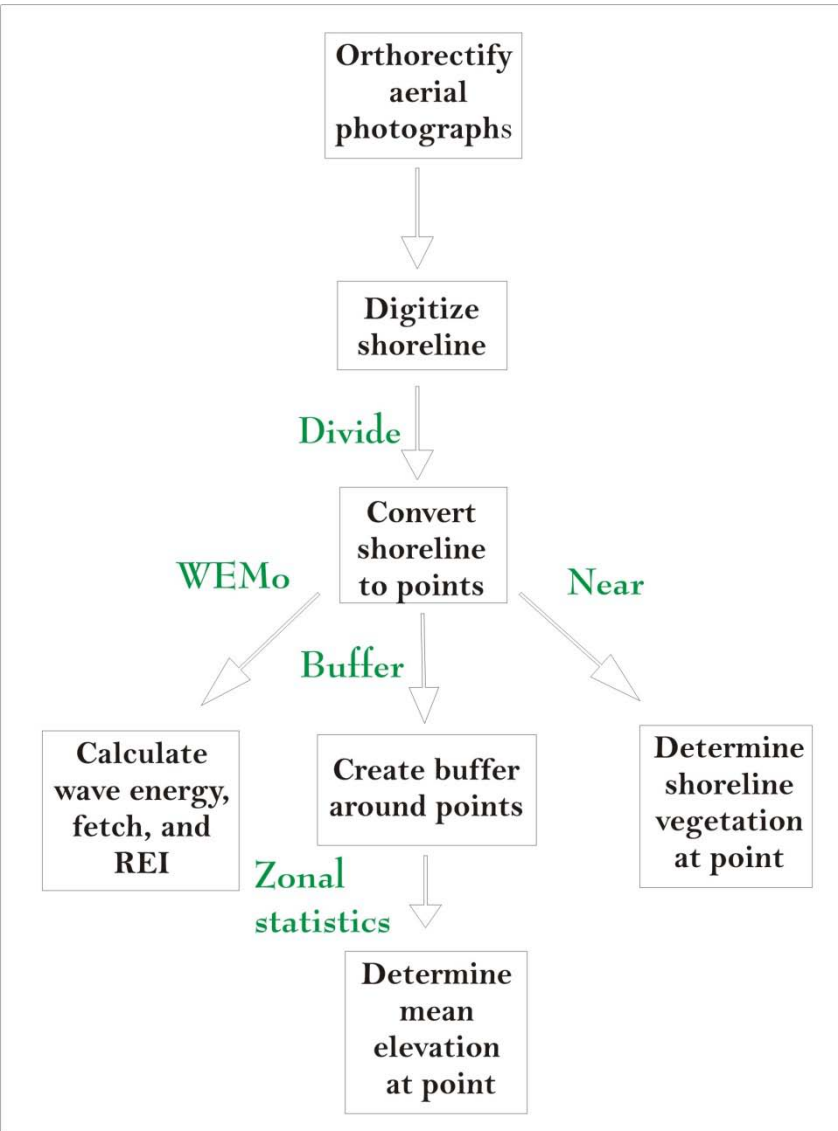 Orthorectify
aerial
photographs
Digitize
shoreline
Divide
Convert
shoreline
to points
WEMo
Near
Buffer
Calculate
wave energy,
fetch, and
REI
Create buffer
around points
Determine
shoreline
vegetation
at point
Zonal
statistics
Determine
mean
elevation
at point